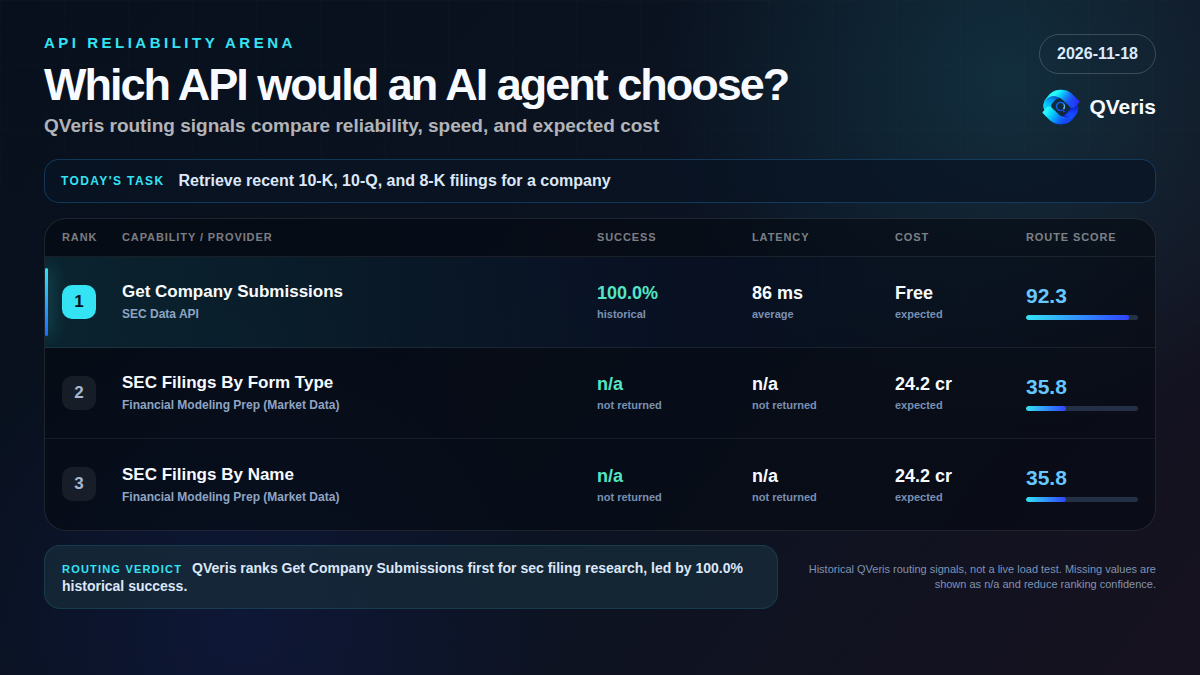 API RELIABILITY ARENA
Which API would an AI agent choose?
QVeris routing signals compare reliability, speed, and expected cost
2026-11-18
QVeris
TODAY'S TASK Retrieve recent 10-K, 10-Q, and 8-K filings for a company
RANK CAPABILITY / PROVIDER SUCCESS LATENCY COST ROUTE SCORE
1 Get Company Submissions 100.0% 86 ms Free 92.3
SEC Data API historical average expected
2 SEC Filings By Form Type n/a n/a 24.2 cr 35.8
Financial Modeling Prep (Market Data) not returned not returned expected
3 SEC Filings By Name n/a n/a 24.2 cr 35.8
Financial Modeling Prep (Market Data) not returned not returned expected
ROUTING VERDICT QVeris ranks Get Company Submissions first for sec filing research, led by 100.0%
historical success.
Historical QVeris routing signals, not a live load test. Missing values are
shown as n/a and reduce ranking confidence.